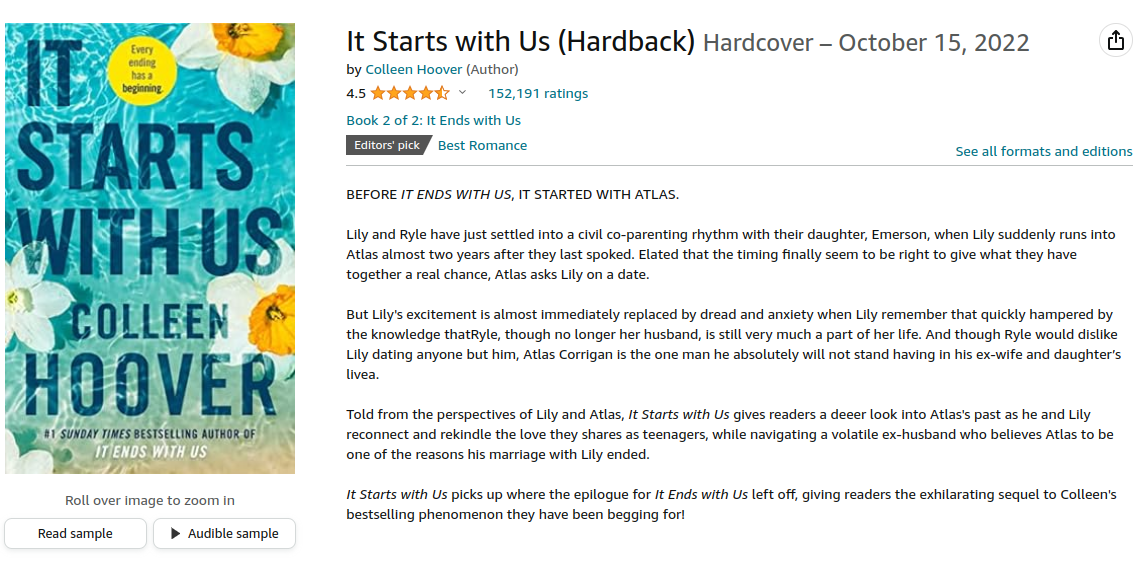 IT
STARTS
WITH US
Every
ending
has a
beginning.
COLLEEN
HOOVER
#1 SUNDAY TIMES BESTSELLING AUTHOR OF
IT ENDS WITH US
Roll over image to zoom in
Read sample
Audible sample
It Starts with Us (Hardback) Hardcover – October 15, 2022
by Colleen Hoover (Author)
4.5 152,191 ratings
Book 2 of 2: It Ends with Us
Editors' pick Best Romance
See all formats and editions
BEFORE IT ENDS WITH US, IT STARTED WITH ATLAS.
Lily and Ryle have just settled into a civil co-parenting rhythm with their daughter, Emerson, when Lily suddenly runs into
Atlas almost two years after they last spoked. Elated that the timing finally seem to be right to give what they have
together a real chance, Atlas asks Lily on a date.
But Lily's excitement is almost immediately replaced by dread and anxiety when Lily remember that quickly hampered by
the knowledge thatRyle, though no longer her husband, is still very much a part of her life. And though Ryle would dislike
Lily dating anyone but him, Atlas Corrigan is the one man he absolutely will not stand having in his ex-wife and daughter's
livea.
Told from the perspectives of Lily and Atlas, It Starts with Us gives readers a deeer look into Atlas's past as he and Lily
reconnect and rekindle the love they shares as teenagers, while navigating a volatile ex-husband who believes Atlas to be
one of the reasons his marriage with Lily ended.
It Starts with Us picks up where the epilogue for It Ends with Us left off, giving readers the exhilarating sequel to Colleen's
bestselling phenomenon they have been begging for!